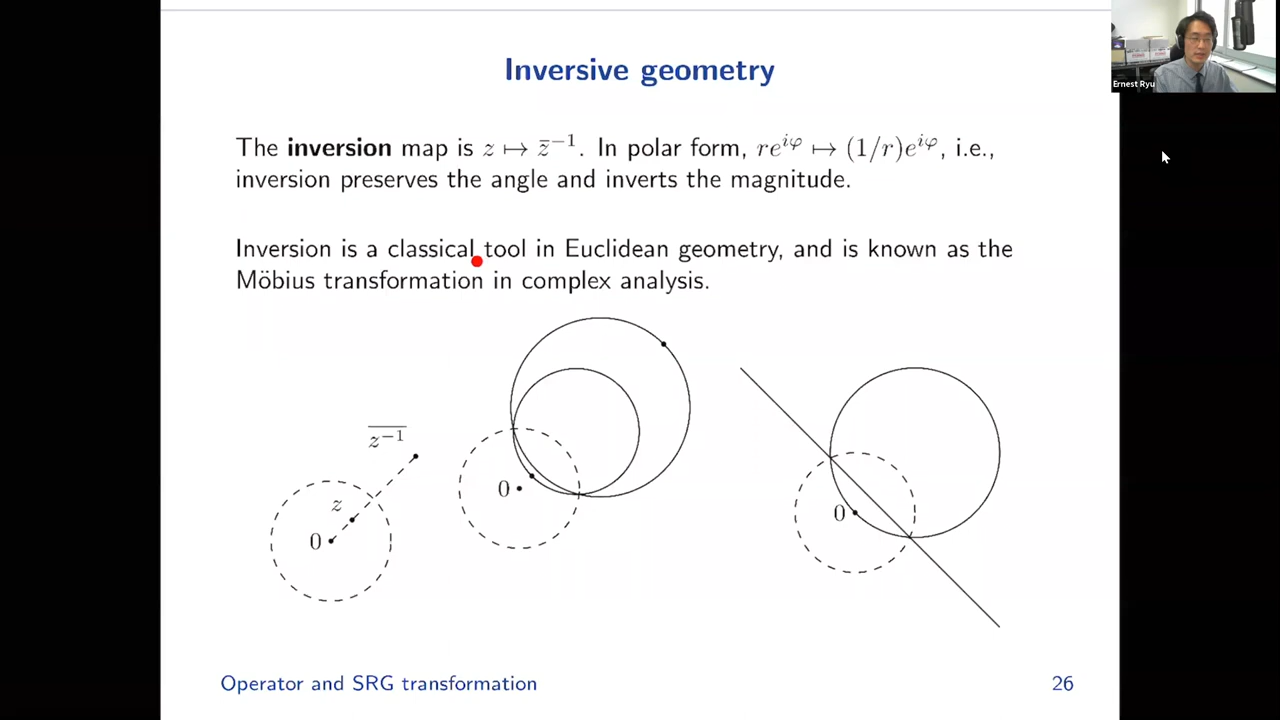 Inversive geometry
Ernest Ryu
The inversion map is z ↦ z̄⁻¹. In polar form, re^{iφ} ↦ (1/r)e^{iφ}, i.e.,
inversion preserves the angle and inverts the magnitude.
Inversion is a classical tool in Euclidean geometry, and is known as the
Möbius transformation in complex analysis.
\overline{z⁻¹}
z
0
0
0
Operator and SRG transformation
26